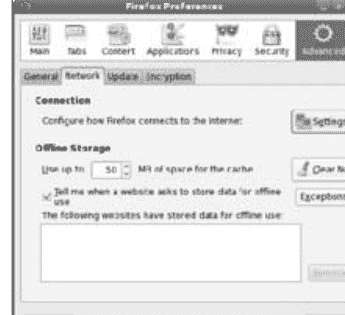 Firefox Preferences
Main Tabs Content Applications Privacy Security Advanced
General Network Update Encryption
Connection
Configure how Firefox connects to the Internet: Settings
Offline Storage
Use up to 50 MB of space for the cache Clear N
Tell me when a website asks to store data for offline Exceptions
use
The following websites have stored data for offline use: